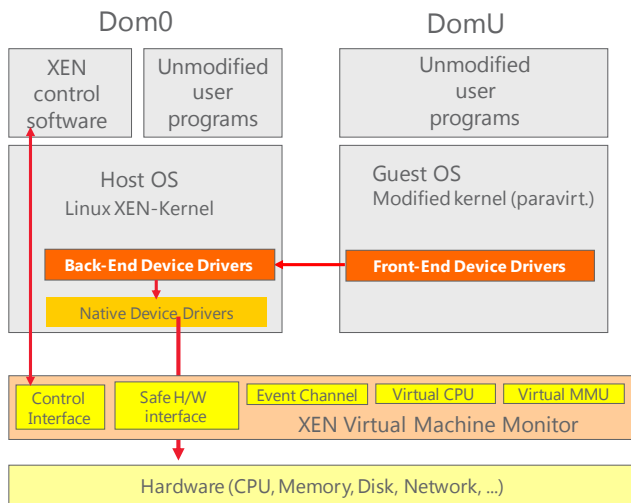 Dom0
DomU
XEN
control
software
Unmodified
user
programs
Unmodified
user
programs
Host OS
Linux XEN-Kernel
Guest OS
Modified kernel (paravirt.)
Back-End Device Drivers
Front-End Device Drivers
Native Device Drivers
Control
Interface
Safe H/W
interface
Event Channel
Virtual CPU
Virtual MMU
XEN Virtual Machine Monitor
Hardware (CPU, Memory, Disk, Network, ...)